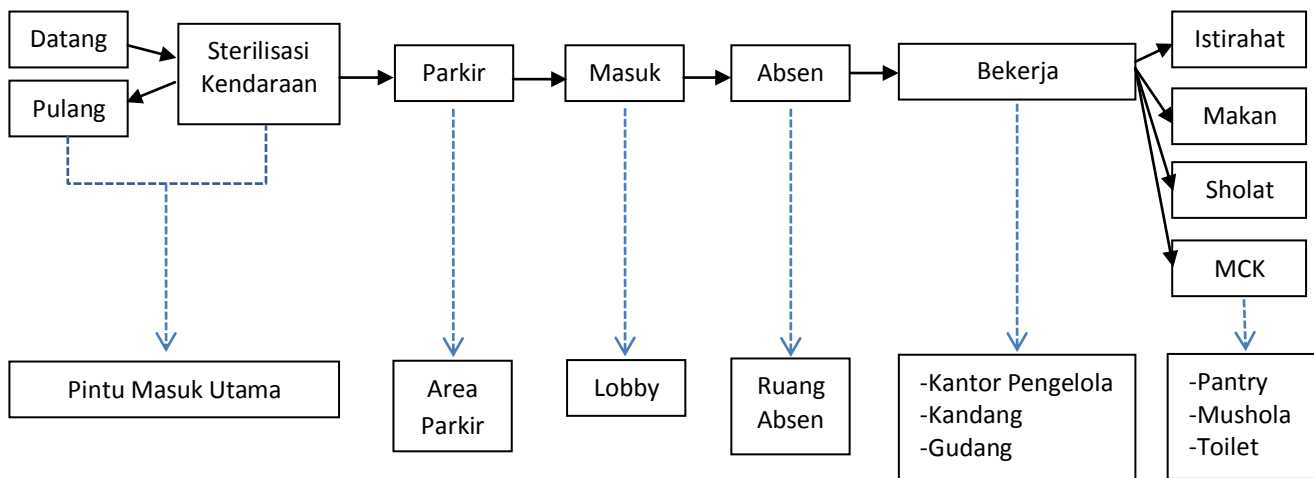 Datang
Pulang
Sterilisasi
Kendaraan
Parkir
Masuk
Absen
Bekerja
Istirahat
Makan
Sholat
MCK
Pintu Masuk Utama
Area
Parkir
Lobby
Ruang
Absen
-Kantor Pengelola
-Kandang
-Gudang
-Pantry
-Mushola
-Toilet